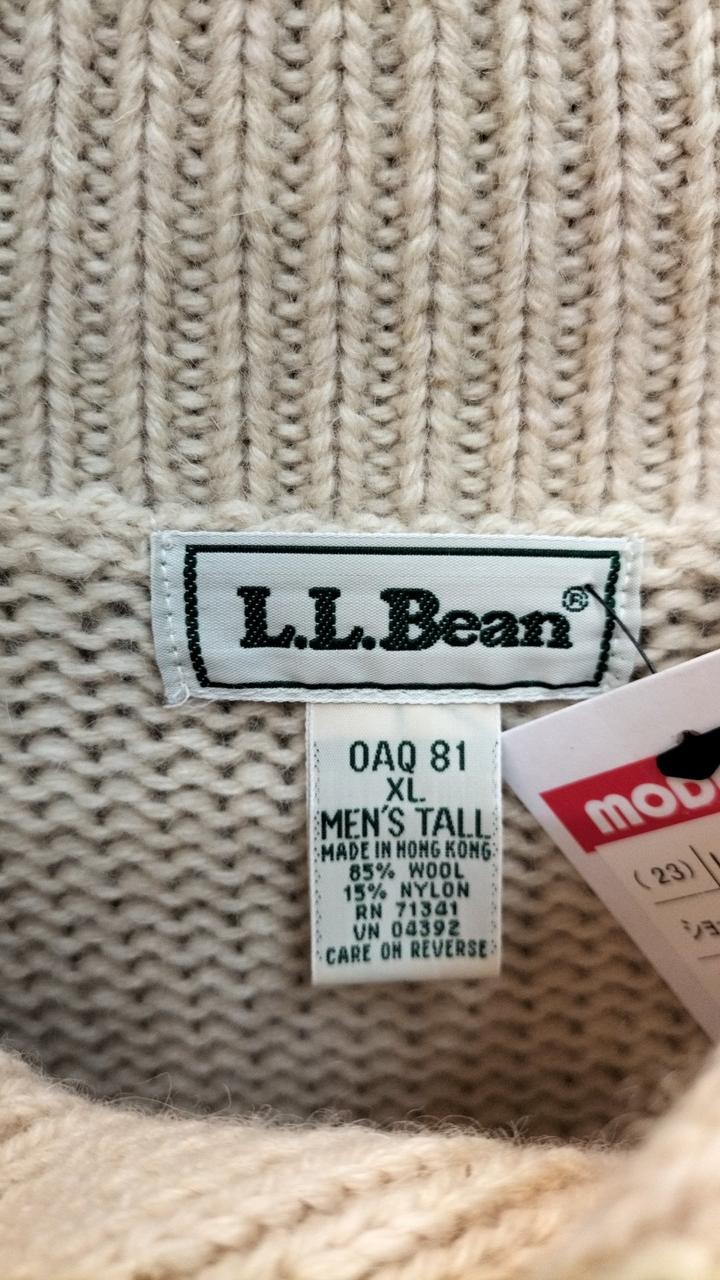 L.L.Bean®
OAQ 81
XL
MEN'S TALL
MADE IN HONG KONG
85% WOOL
15% NYLON
RN 71341
VN 04392
CARE ON REVERSE
(23)